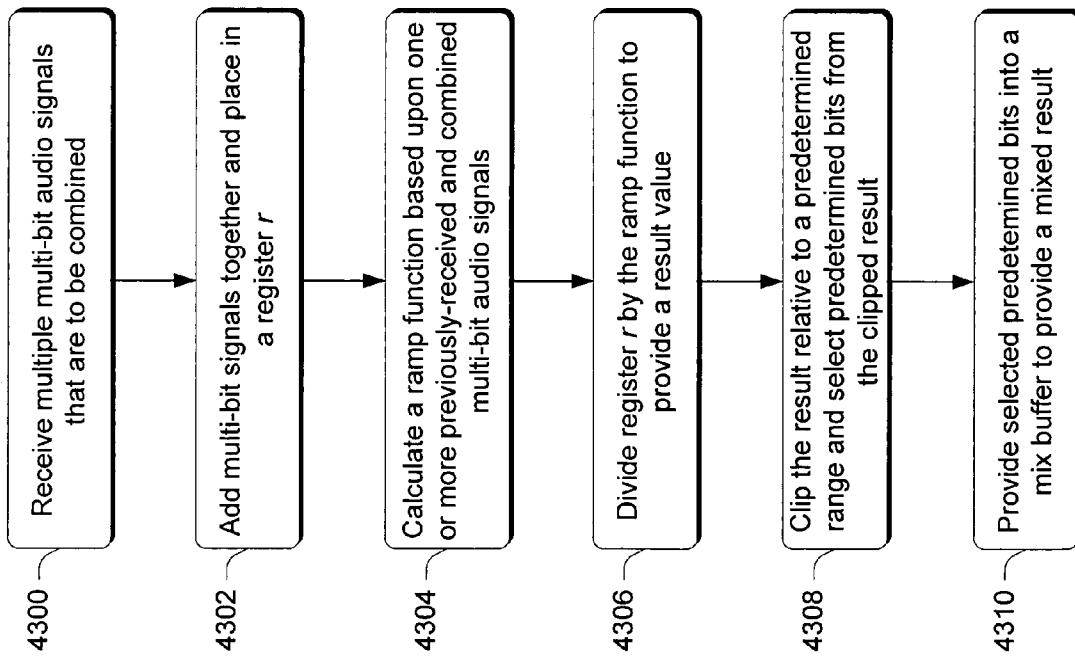 4300
Receive multiple multi-bit audio signals
that are to be combined
4302
Add multi-bit signals together and place in
a register r
4304
Calculate a ramp function based upon one
or more previously-received and combined
multi-bit audio signals
4306
Divide register r by the ramp function to
provide a result value
4308
Clip the result relative to a predetermined
range and select predetermined bits from
the clipped result
4310
Provide selected predetermined bits into a
mix buffer to provide a mixed result